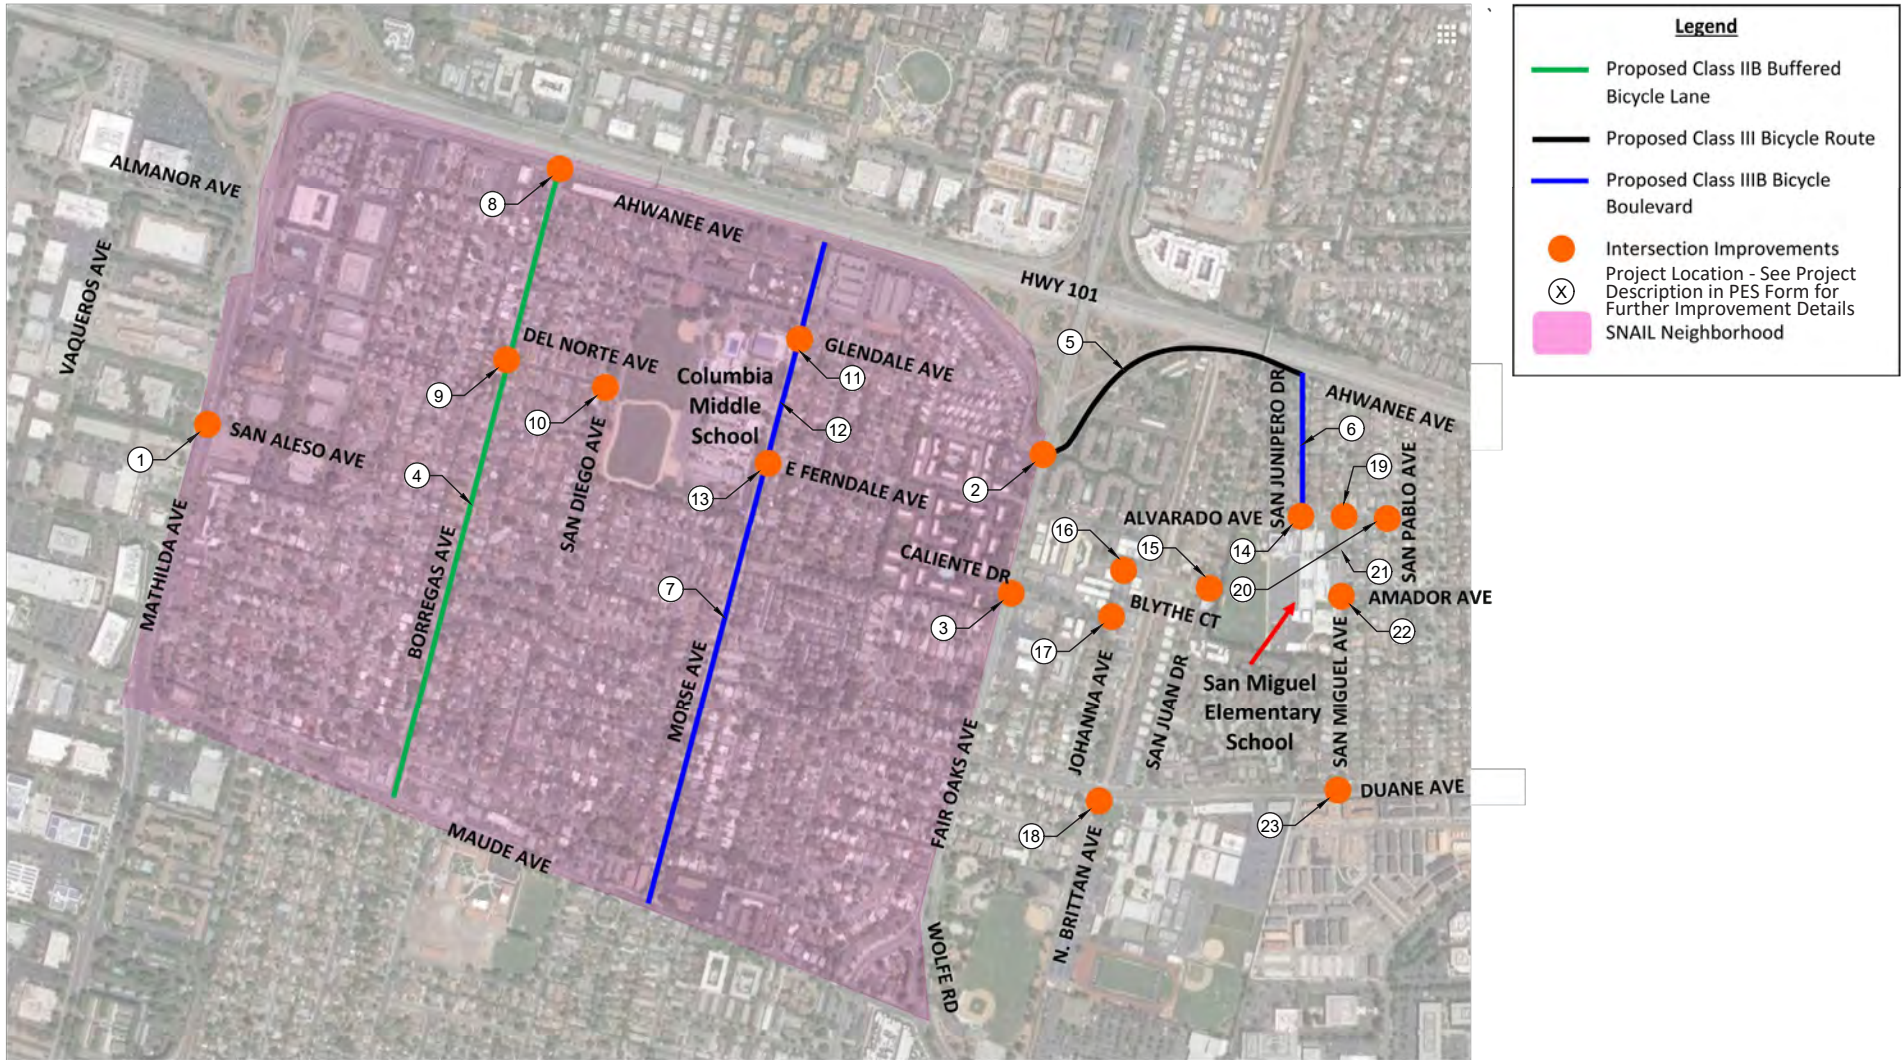 Legend
Proposed Class IIB Buffered
Bicycle Lane
Proposed Class III Bicycle Route
Proposed Class IIIB Bicycle
Boulevard
Intersection Improvements
X
Project Location - See Project
Description in PES Form for
Further Improvement Details
SNAIL Neighborhood
ALMANOR AVE
VAQUEROS AVE
8
AHWANEE AVE
HWY 101
DEL NORTE AVE
9
10
GLENDALE AVE
11
Columbia
Middle
School
12
5
AHWANEE AVE
SAN JUNIPERO DR
6
1
SAN ALESO AVE
4
SAN DIEGO AVE
13
E FERNDALE AVE
2
19
SAN PABLO AVE
ALVARADO AVE
14
16
15
20
21
MATHILDA AVE
BORREGAS AVE
7
CALIENTE DR
3
BLYTHE CT
17
AMADOR AVE
22
MORSE AVE
JOHANNA AVE
SAN JUAN DR
San Miguel
Elementary
School
SAN MIGUEL AVE
FAIR OAKS AVE
DUANE AVE
18
23
MAUDE AVE
N. BRITTAN AVE
WOLFE RD